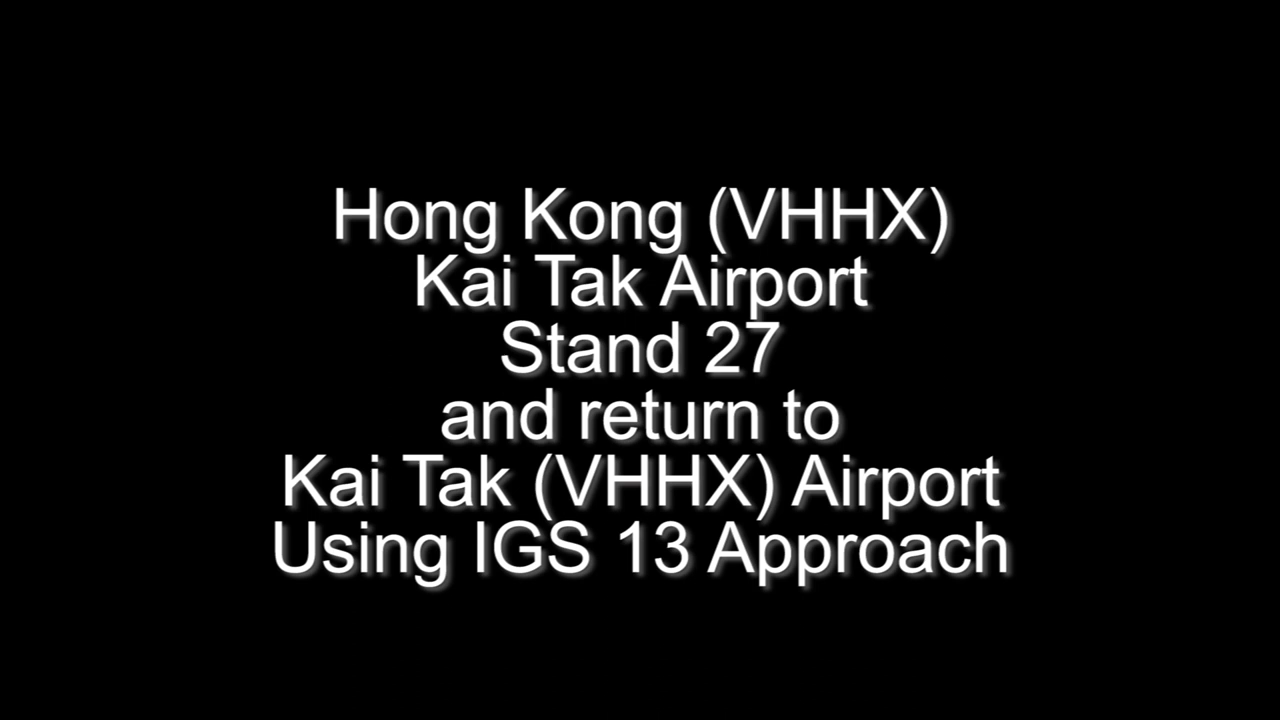 Hong Kong (VHHX)
Kai Tak Airport
Stand 27
and return to
Kai Tak (VHHX) Airport
Using IGS 13 Approach